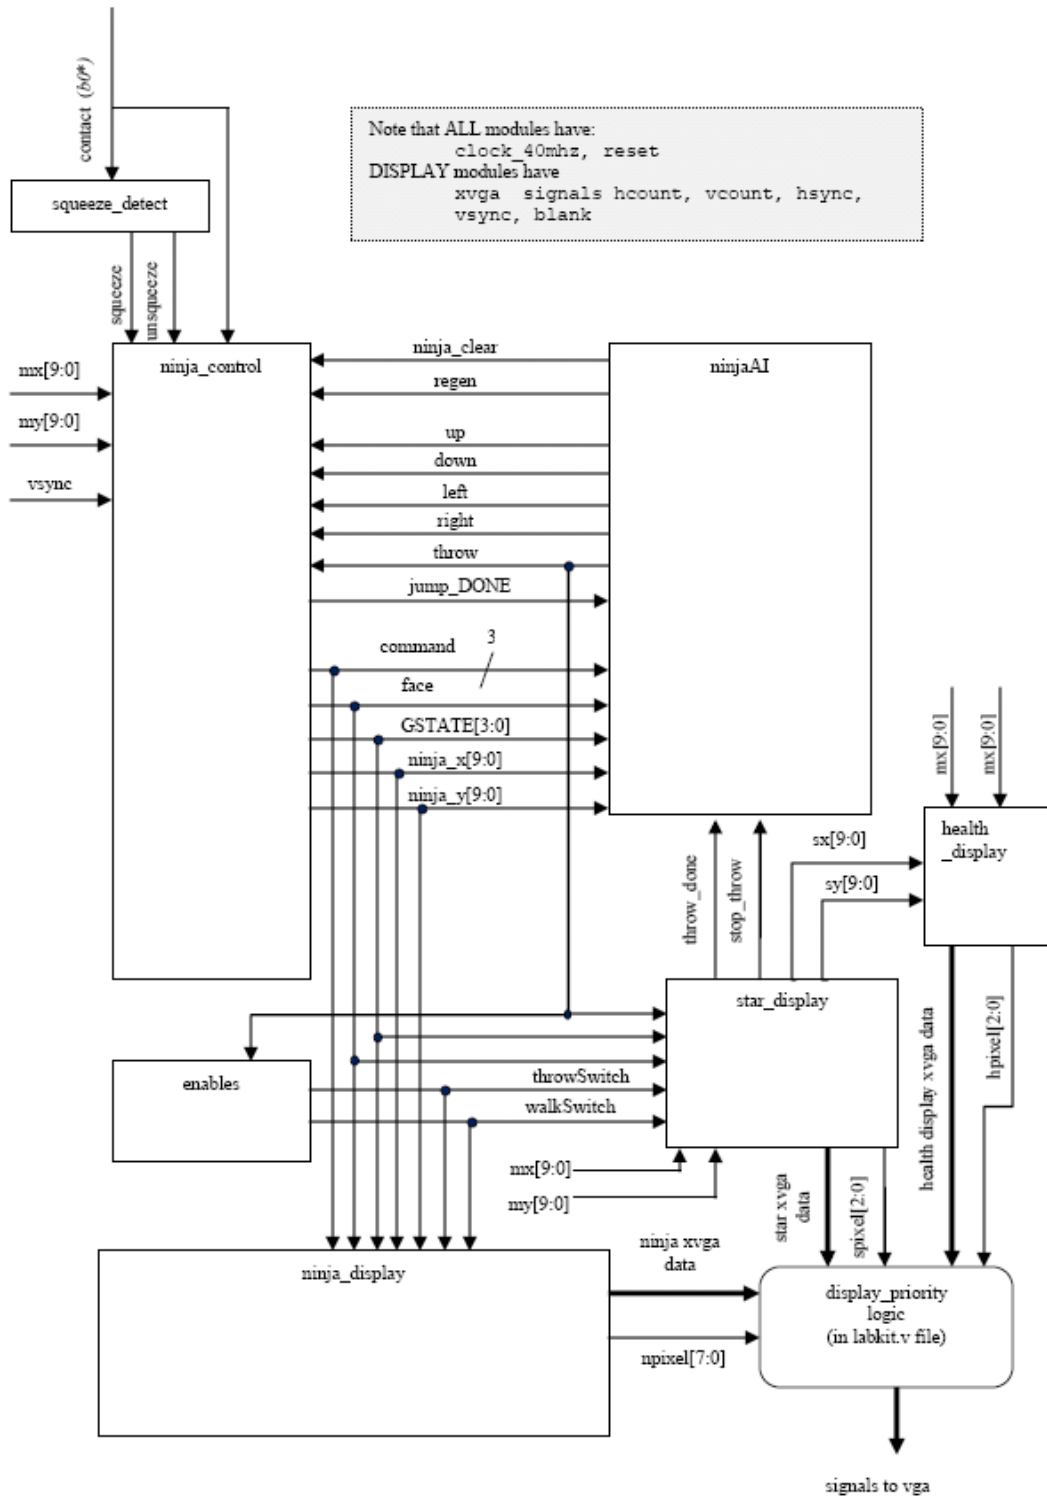 contact (b0*)
Note that ALL modules have:
clock_40mhz, reset
DISPLAY modules have
xvga signals hcount, vcount, hsync,
vsync, blank
squeeze_detect
squeeze
unsqueeze
ninja_control
ninja_clear
ninjaAI
mx[9:0]
regen
my[9:0]
up
down
vsync
left
right
throw
jump_DONE
3
command
face
GSTATE[3:0]
ninja_x[9:0]
ninja_y[9:0]
mx[9:0]
mx[9:0]
health
_display
sx[9:0]
sy[9:0]
throw_done
stop_throw
star_display
health display xvga data
hpixel[2:0]
enables
throwSwitch
walkSwitch
mx[9:0]
my[9:0]
star xvga
data
spixel[2:0]
ninja xvga
data
ninja_display
display_priority
logic
(in labkit.v file)
npixel[7:0]
signals to vga